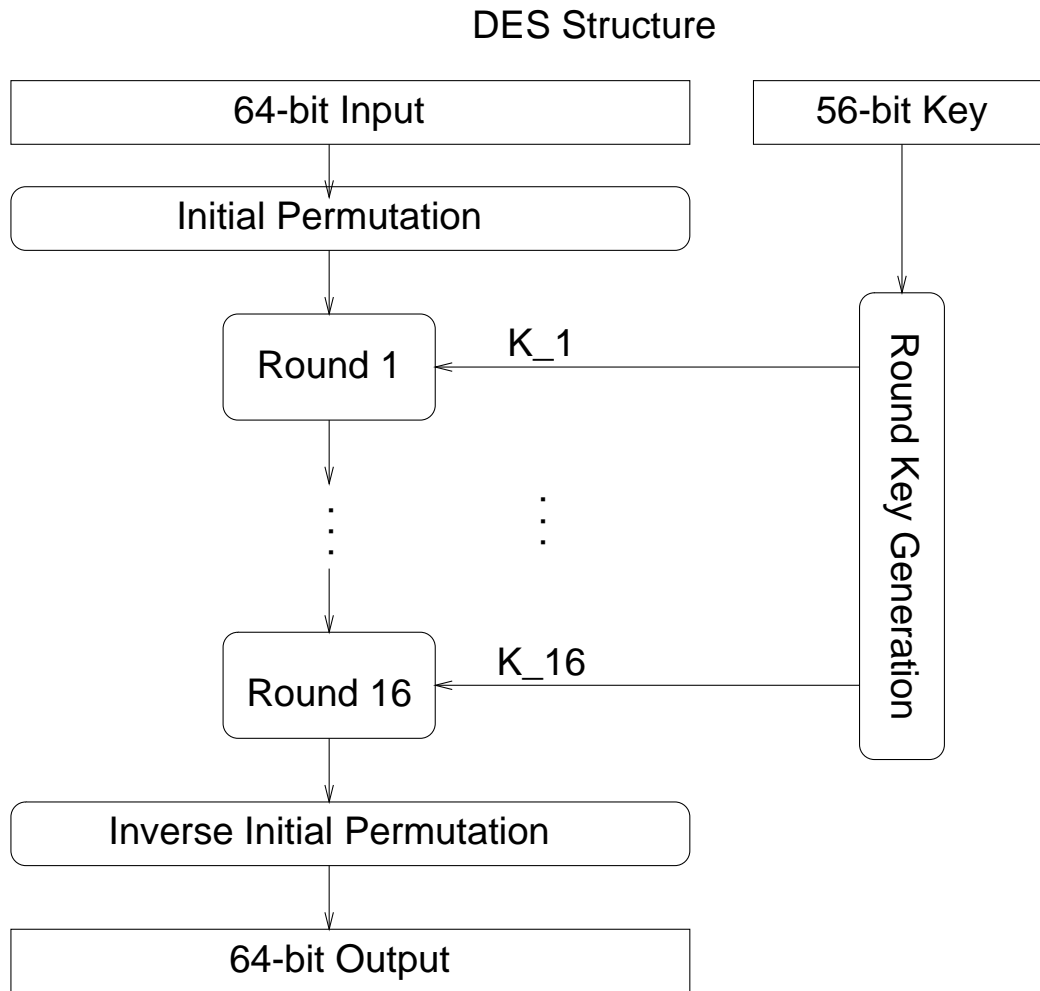 DES Structure
64-bit Input
56-bit Key
Initial Permutation
K_1
Round 1
Round Key Generation
K_16
Round 16
Inverse Initial Permutation
64-bit Output